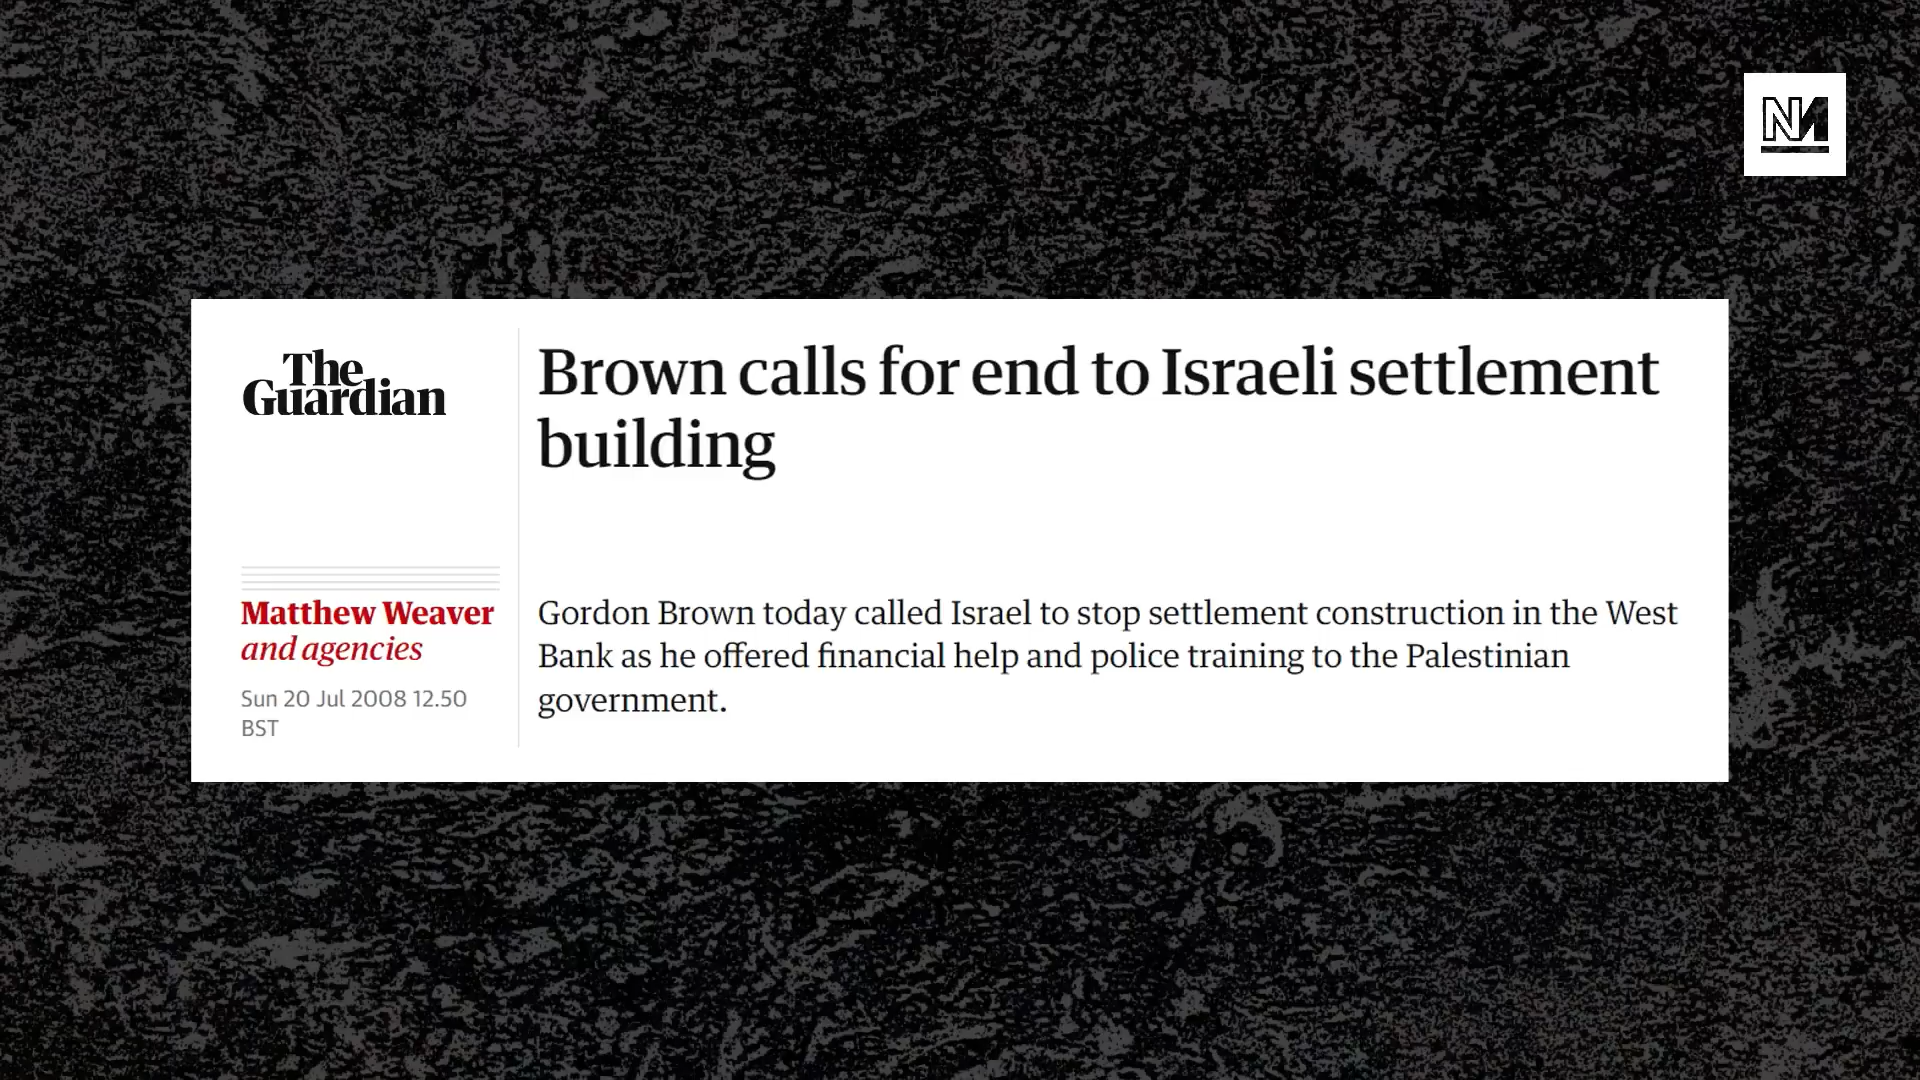 NM
The
Guardian
Brown calls for end to Israeli settlement
building
Matthew Weaver
and agencies
Sun 20 Jul 2008 12.50
BST
Gordon Brown today called Israel to stop settlement construction in the West
Bank as he offered financial help and police training to the Palestinian
government.